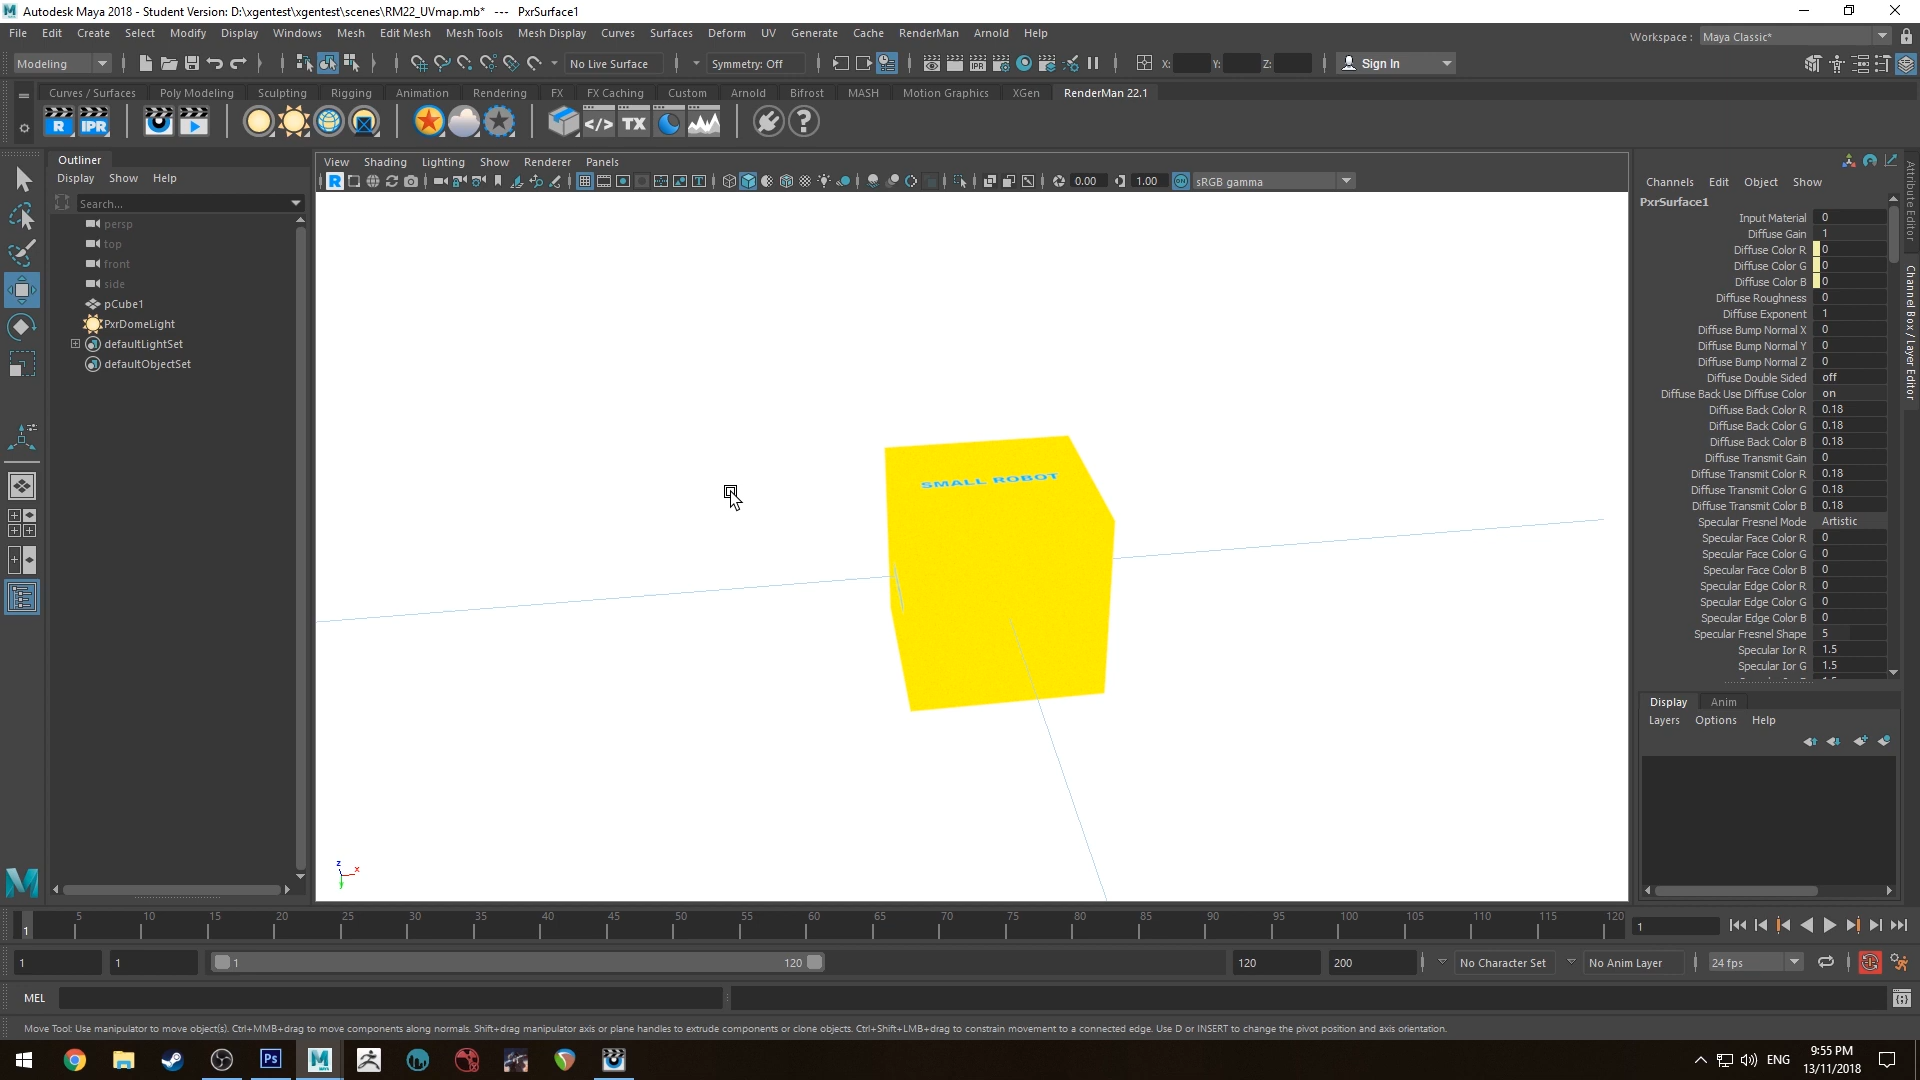 Autodesk Maya 2018 - Student Version: D:\xgentest\xgentest\scenes\RM22_UVmap.mb* --- PxrSurface1
File Edit Create Select Modify Display Windows Mesh Edit Mesh Mesh Tools Mesh Display Curves Surfaces Deform UV Generate Cache RenderMan Arnold Help
Workspace : Maya Classic*
Modeling No Live Surface Symmetry: Off X: Y: Z: Sign In
Curves / Surfaces Poly Modeling Sculpting Rigging Animation Rendering FX FX Caching Custom Arnold Bifrost MASH Motion Graphics XGen RenderMan 22.1
R IPR </> TX ?
Outliner
Display Show Help
Search...
persp
top
front
side
pCube1
PxrDomeLight
defaultLightSet
defaultObjectSet
View Shading Lighting Show Renderer Panels
R 0.00 1.00 ON sRGB gamma
SMALL ROBOT
z x y
Channels Edit Object Show
PxrSurface1
Input Material 0
Diffuse Gain 1
Diffuse Color R 0
Diffuse Color G 0
Diffuse Color B 0
Diffuse Roughness 0
Diffuse Exponent 1
Diffuse Bump Normal X 0
Diffuse Bump Normal Y 0
Diffuse Bump Normal Z 0
Diffuse Double Sided off
Diffuse Back Use Diffuse Color on
Diffuse Back Color R 0.18
Diffuse Back Color G 0.18
Diffuse Back Color B 0.18
Diffuse Transmit Gain 0
Diffuse Transmit Color R 0.18
Diffuse Transmit Color G 0.18
Diffuse Transmit Color B 0.18
Specular Fresnel Mode Artistic
Specular Face Color R 0
Specular Face Color G 0
Specular Face Color B 0
Specular Edge Color R 0
Specular Edge Color G 0
Specular Edge Color B 0
Specular Fresnel Shape 5
Specular Ior R 1.5
Specular Ior G 1.5
Attribute Editor
Channel Box / Layer Editor
Display Anim
Layers Options Help
1 5 10 15 20 25 30 35 40 45 50 55 60 65 70 75 80 85 90 95 100 105 110 115 120 1
1 1 1 120 120 200 No Character Set No Anim Layer 24 fps
MEL
Move Tool: Use manipulator to move object(s). Ctrl+MMB+drag to move components along normals. Shift+drag manipulator axis or plane handles to extrude components or clone objects. Ctrl+Shift+LMB+drag to constrain movement to a connected edge. Use D or INSERT to change the pivot position and axis orientation.
Ps ENG 9:55 PM
13/11/2018